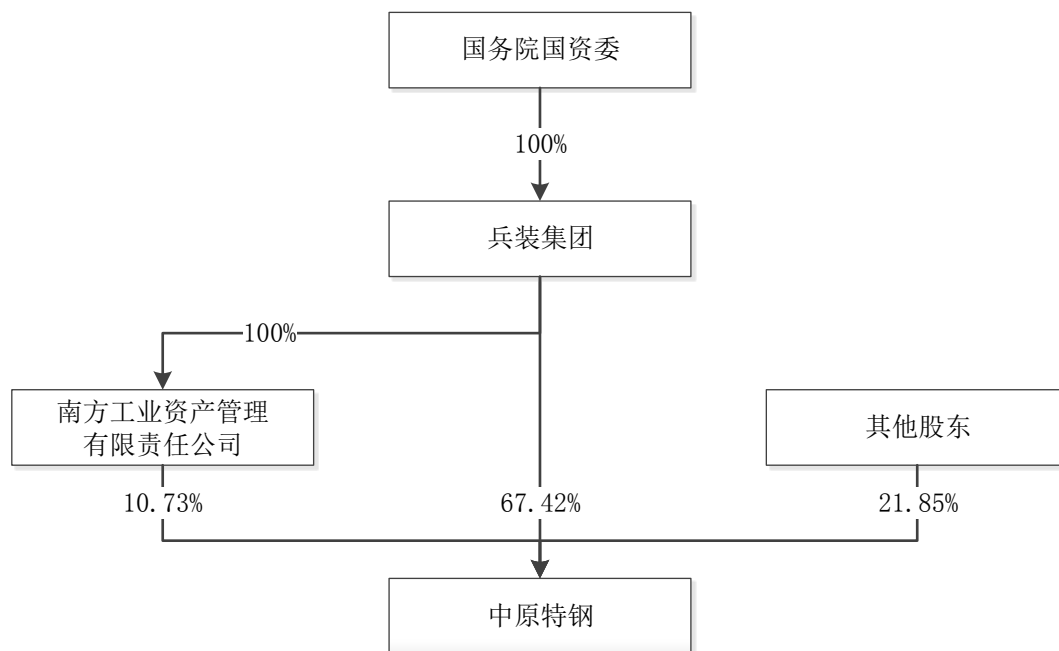 国务院国资委
100%
兵装集团
100%
南方工业资产管理
有限责任公司
其他股东
10.73%
67.42%
21.85%
中原特钢